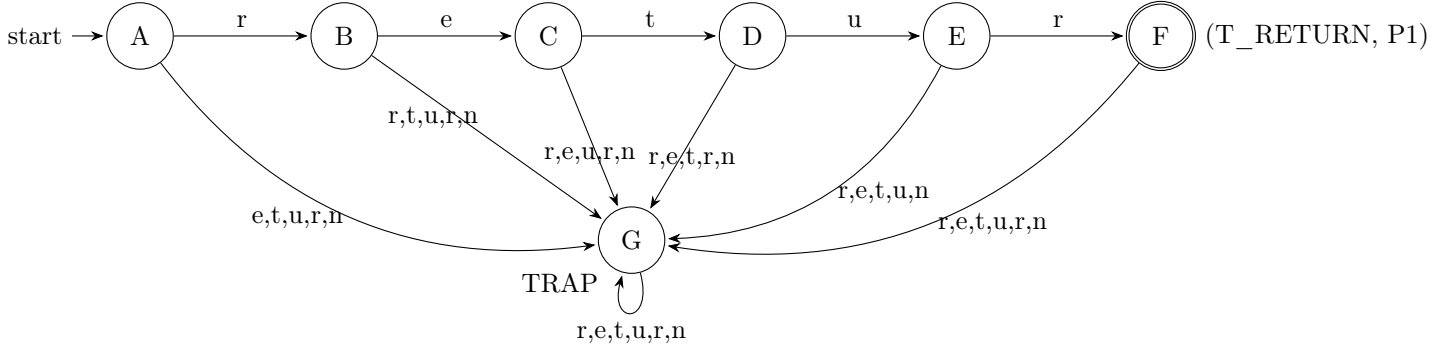 r e t u r
start A B C D E F (T_RETURN, P1)
r,t,u,r,n
r,e,u,r,n r,e,t,r,n
r,e,t,u,n
e,t,u,r,n r,e,t,u,r,n
G
TRAP
r,e,t,u,r,n